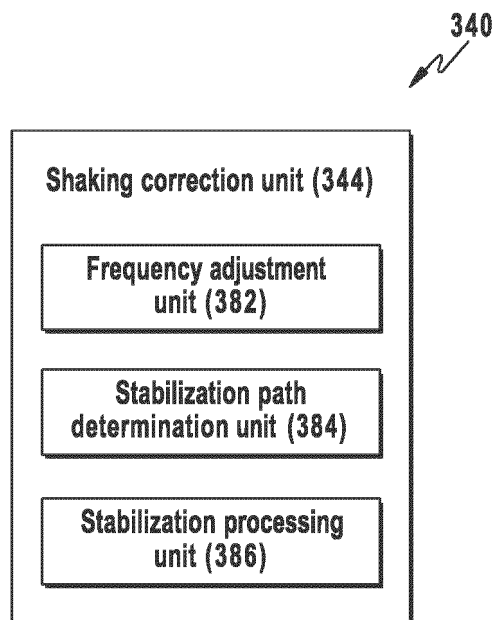 340
Shaking correction unit (344)
Frequency adjustment
unit (382)
Stabilization path
determination unit (384)
Stabilization processing
unit (386)